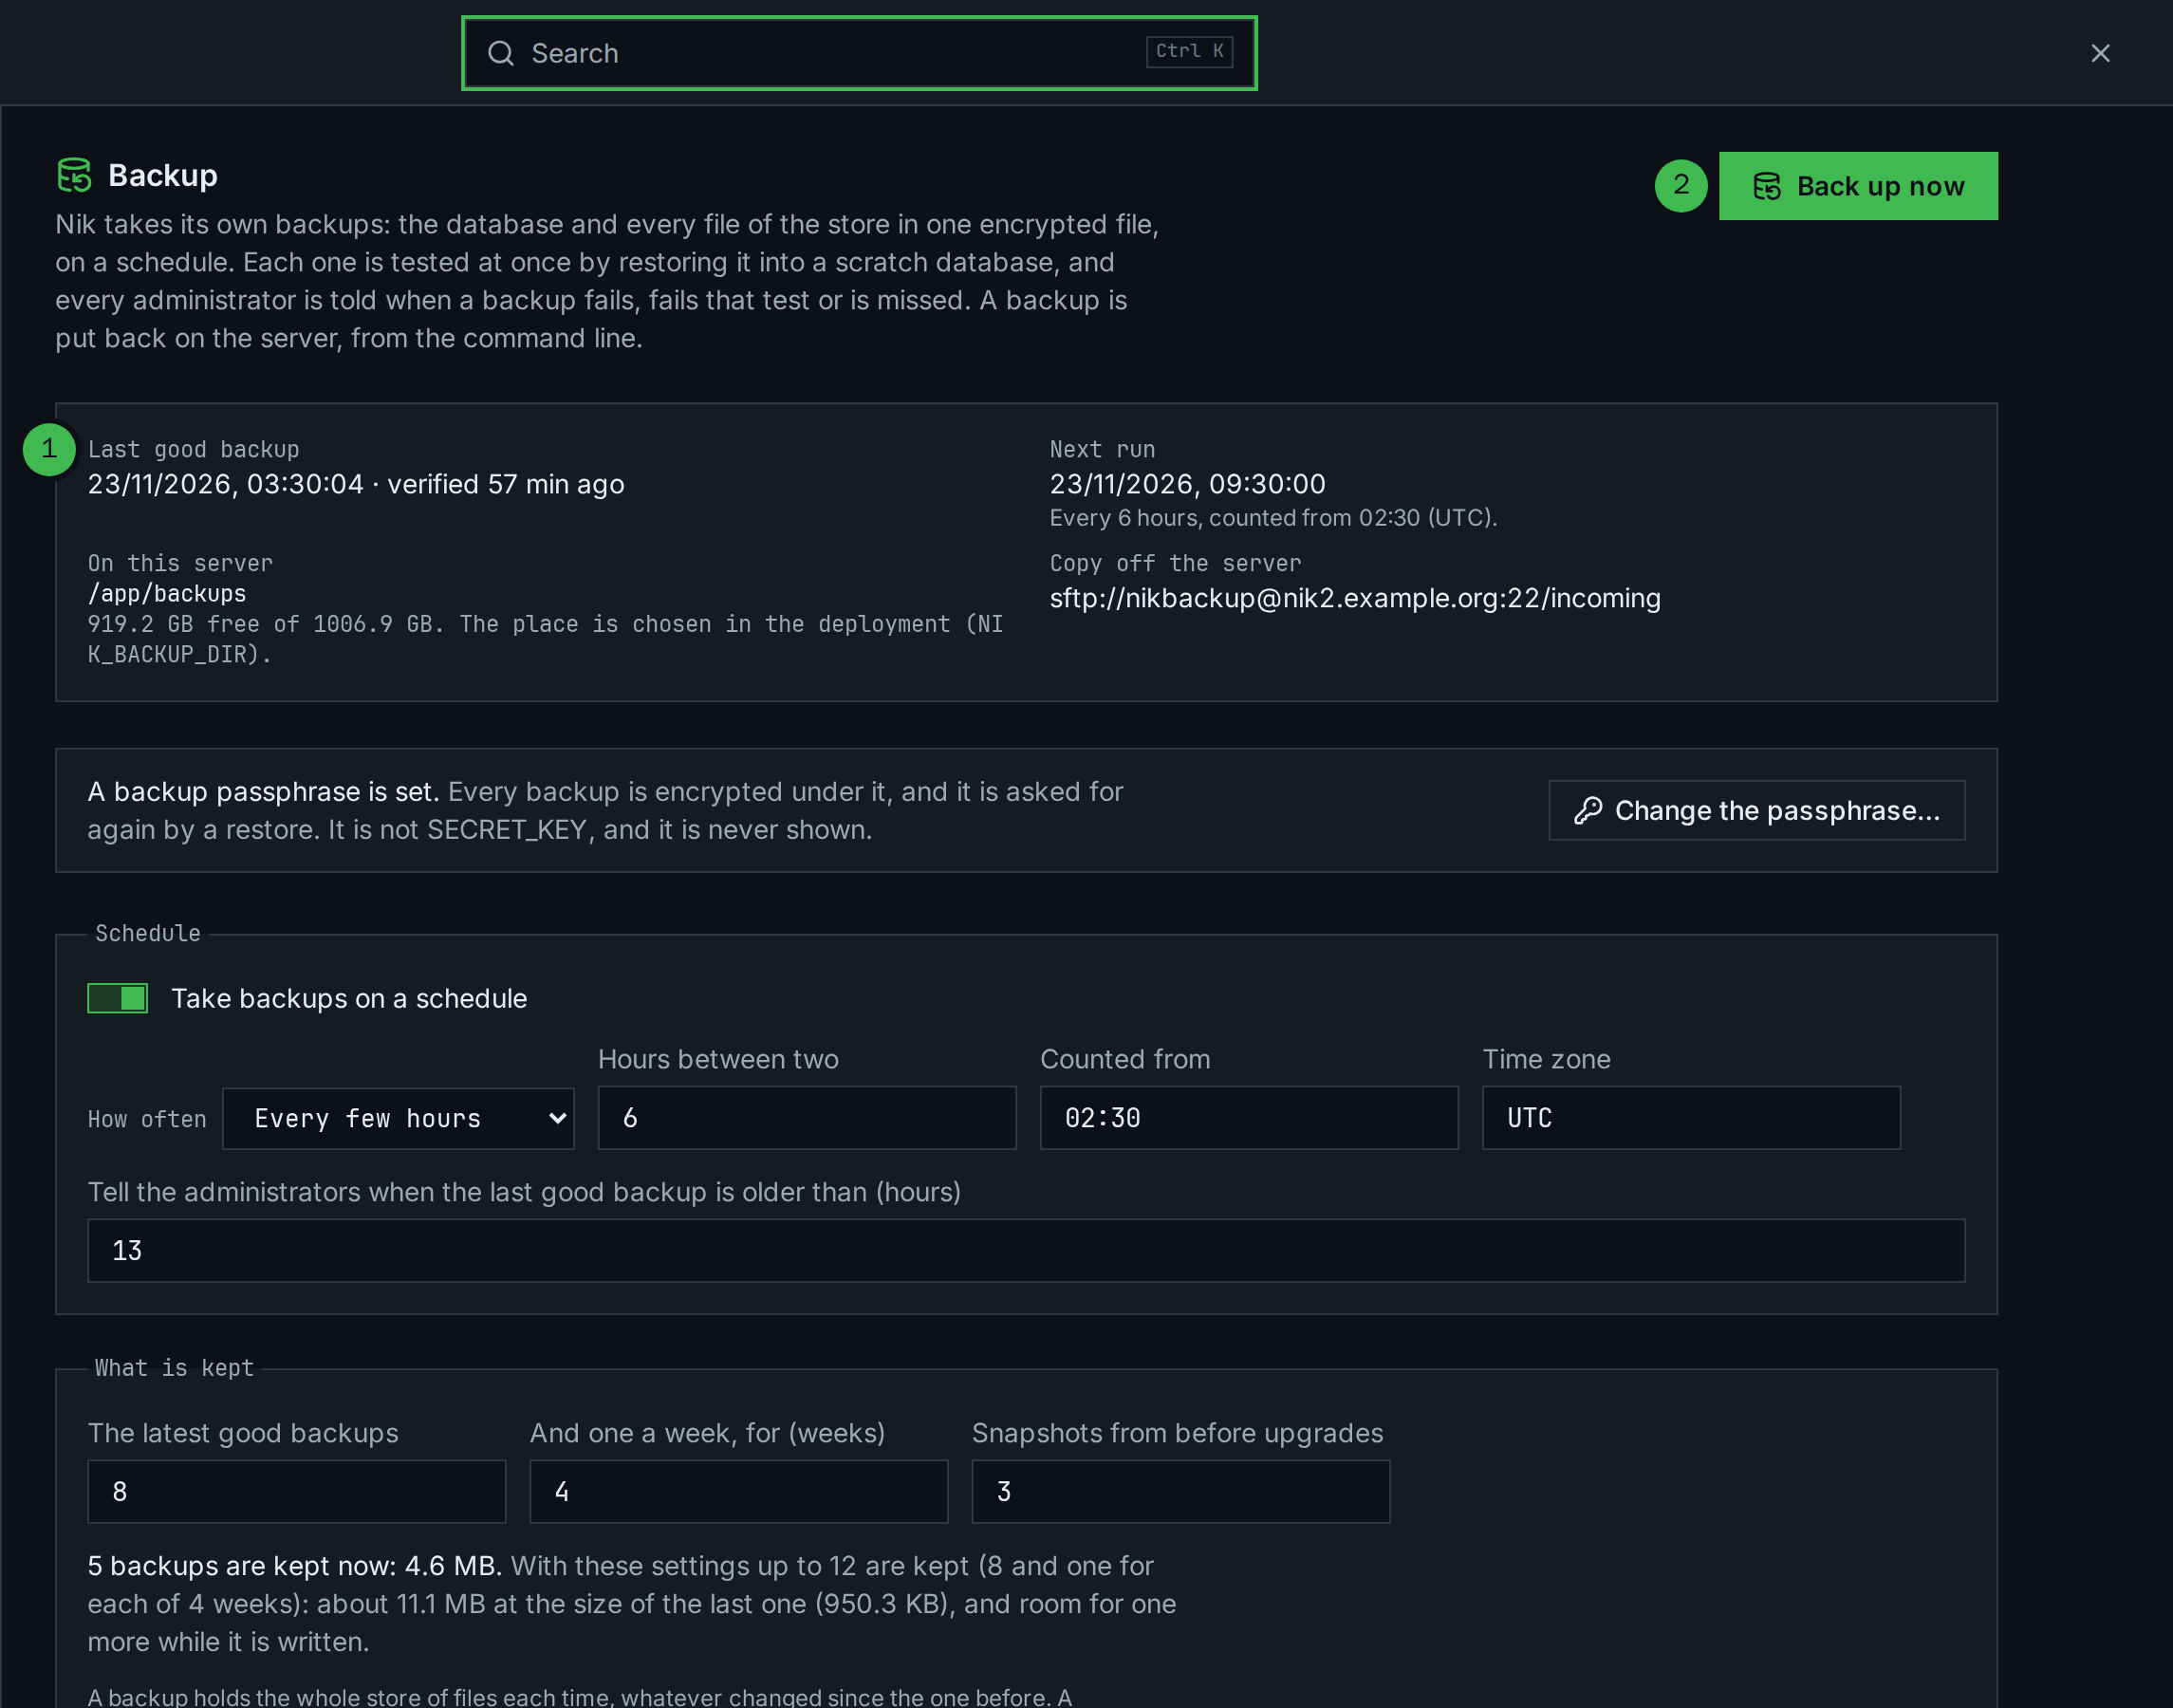 Search
Ctrl K
Backup
2
Back up now
Nik takes its own backups: the database and every file of the store in one encrypted file,
on a schedule. Each one is tested at once by restoring it into a scratch database, and
every administrator is told when a backup fails, fails that test or is missed. A backup is
put back on the server, from the command line.
1
Last good backup
23/11/2026, 03:30:04 · verified 57 min ago
Next run
23/11/2026, 09:30:00
Every 6 hours, counted from 02:30 (UTC).
On this server
/app/backups
919.2 GB free of 1006.9 GB. The place is chosen in the deployment (NI
K_BACKUP_DIR).
Copy off the server
sftp://nikbackup@nik2.example.org:22/incoming
A backup passphrase is set. Every backup is encrypted under it, and it is asked for
again by a restore. It is not SECRET_KEY, and it is never shown.
Change the passphrase...
Schedule
Take backups on a schedule
How often
Every few hours
Hours between two
6
Counted from
02:30
Time zone
UTC
Tell the administrators when the last good backup is older than (hours)
13
What is kept
The latest good backups
8
And one a week, for (weeks)
4
Snapshots from before upgrades
3
5 backups are kept now: 4.6 MB. With these settings up to 12 are kept (8 and one for
each of 4 weeks): about 11.1 MB at the size of the last one (950.3 KB), and room for one
more while it is written.
A backup holds the whole store of files each time, whatever changed since the one before. A